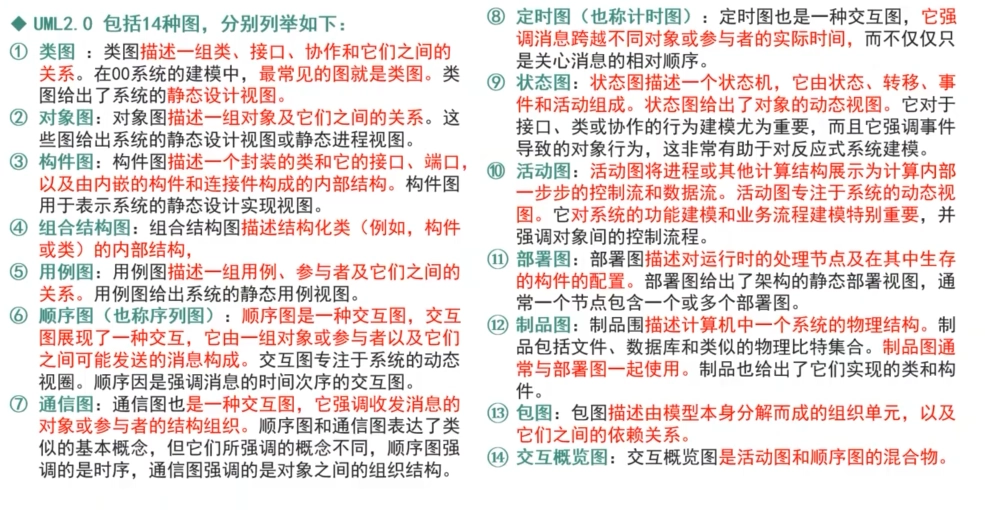 ◆ UML2.0 包括14种图，分别列举如下：
① 类图 ：类图描述一组类、接口、协作和它们之间的
关系。在OO系统的建模中，最常见的图就是类图。类
图给出了系统的静态设计视图。
② 对象图：对象图描述一组对象及它们之间的关系。这
些图给出系统的静态设计视图或静态进程视图。
③ 构件图：构件图描述一个封装的类和它的接口、端口，
以及由内嵌的构件和连接件构成的内部结构。构件图
用于表示系统的静态设计实现视图。
④ 组合结构图：组合结构图描述结构化类（例如，构件
或类）的内部结构，
⑤ 用例图：用例图描述一组用例、参与者及它们之间的
关系。用例图给出系统的静态用例视图。
⑥ 顺序图（也称序列图）：顺序图是一种交互图，交互
图展现了一种交互，它由一组对象或参与者以及它们
之间可能发送的消息构成。交互图专注于系统的动态
视圈。顺序因是强调消息的时间次序的交互图。
⑦ 通信图：通信图也是一种交互图，它强调收发消息的
对象或参与者的结构组织。顺序图和通信图表达了类
似的基本概念，但它们所强调的概念不同，顺序图强
调的是时序，通信图强调的是对象之间的组织结构。
⑧ 定时图（也称计时图）：定时图也是一种交互图，它强
调消息跨越不同对象或参与者的实际时间，而不仅仅只
是关心消息的相对顺序。
⑨ 状态图：状态图描述一个状态机，它由状态、转移、事
件和活动组成。状态图给出了对象的动态视图。它对于
接口、类或协作的行为建模尤为重要，而且它强调事件
导致的对象行为，这非常有助于对反应式系统建模。
⑩ 活动图：活动图将进程或其他计算结构展示为计算内部
一步步的控制流和数据流。活动图专注于系统的动态视
图。它对系统的功能建模和业务流程建模特别重要，并
强调对象间的控制流程。
⑪ 部署图：部署图描述对运行时的处理节点及在其中生存
的构件的配置。部署图给出了架构的静态部署视图，通
常一个节点包含一个或多个部署图。
⑫ 制品图：制品围描述计算机中一个系统的物理结构。制
品包括文件、数据库和类似的物理比特集合。制品图通
常与部署图一起使用。制品也给出了它们实现的类和构
件。
⑬ 包图：包图描述由模型本身分解而成的组织单元，以及
它们之间的依赖关系。
⑭ 交互概览图：交互概览图是活动图和顺序图的混合物。